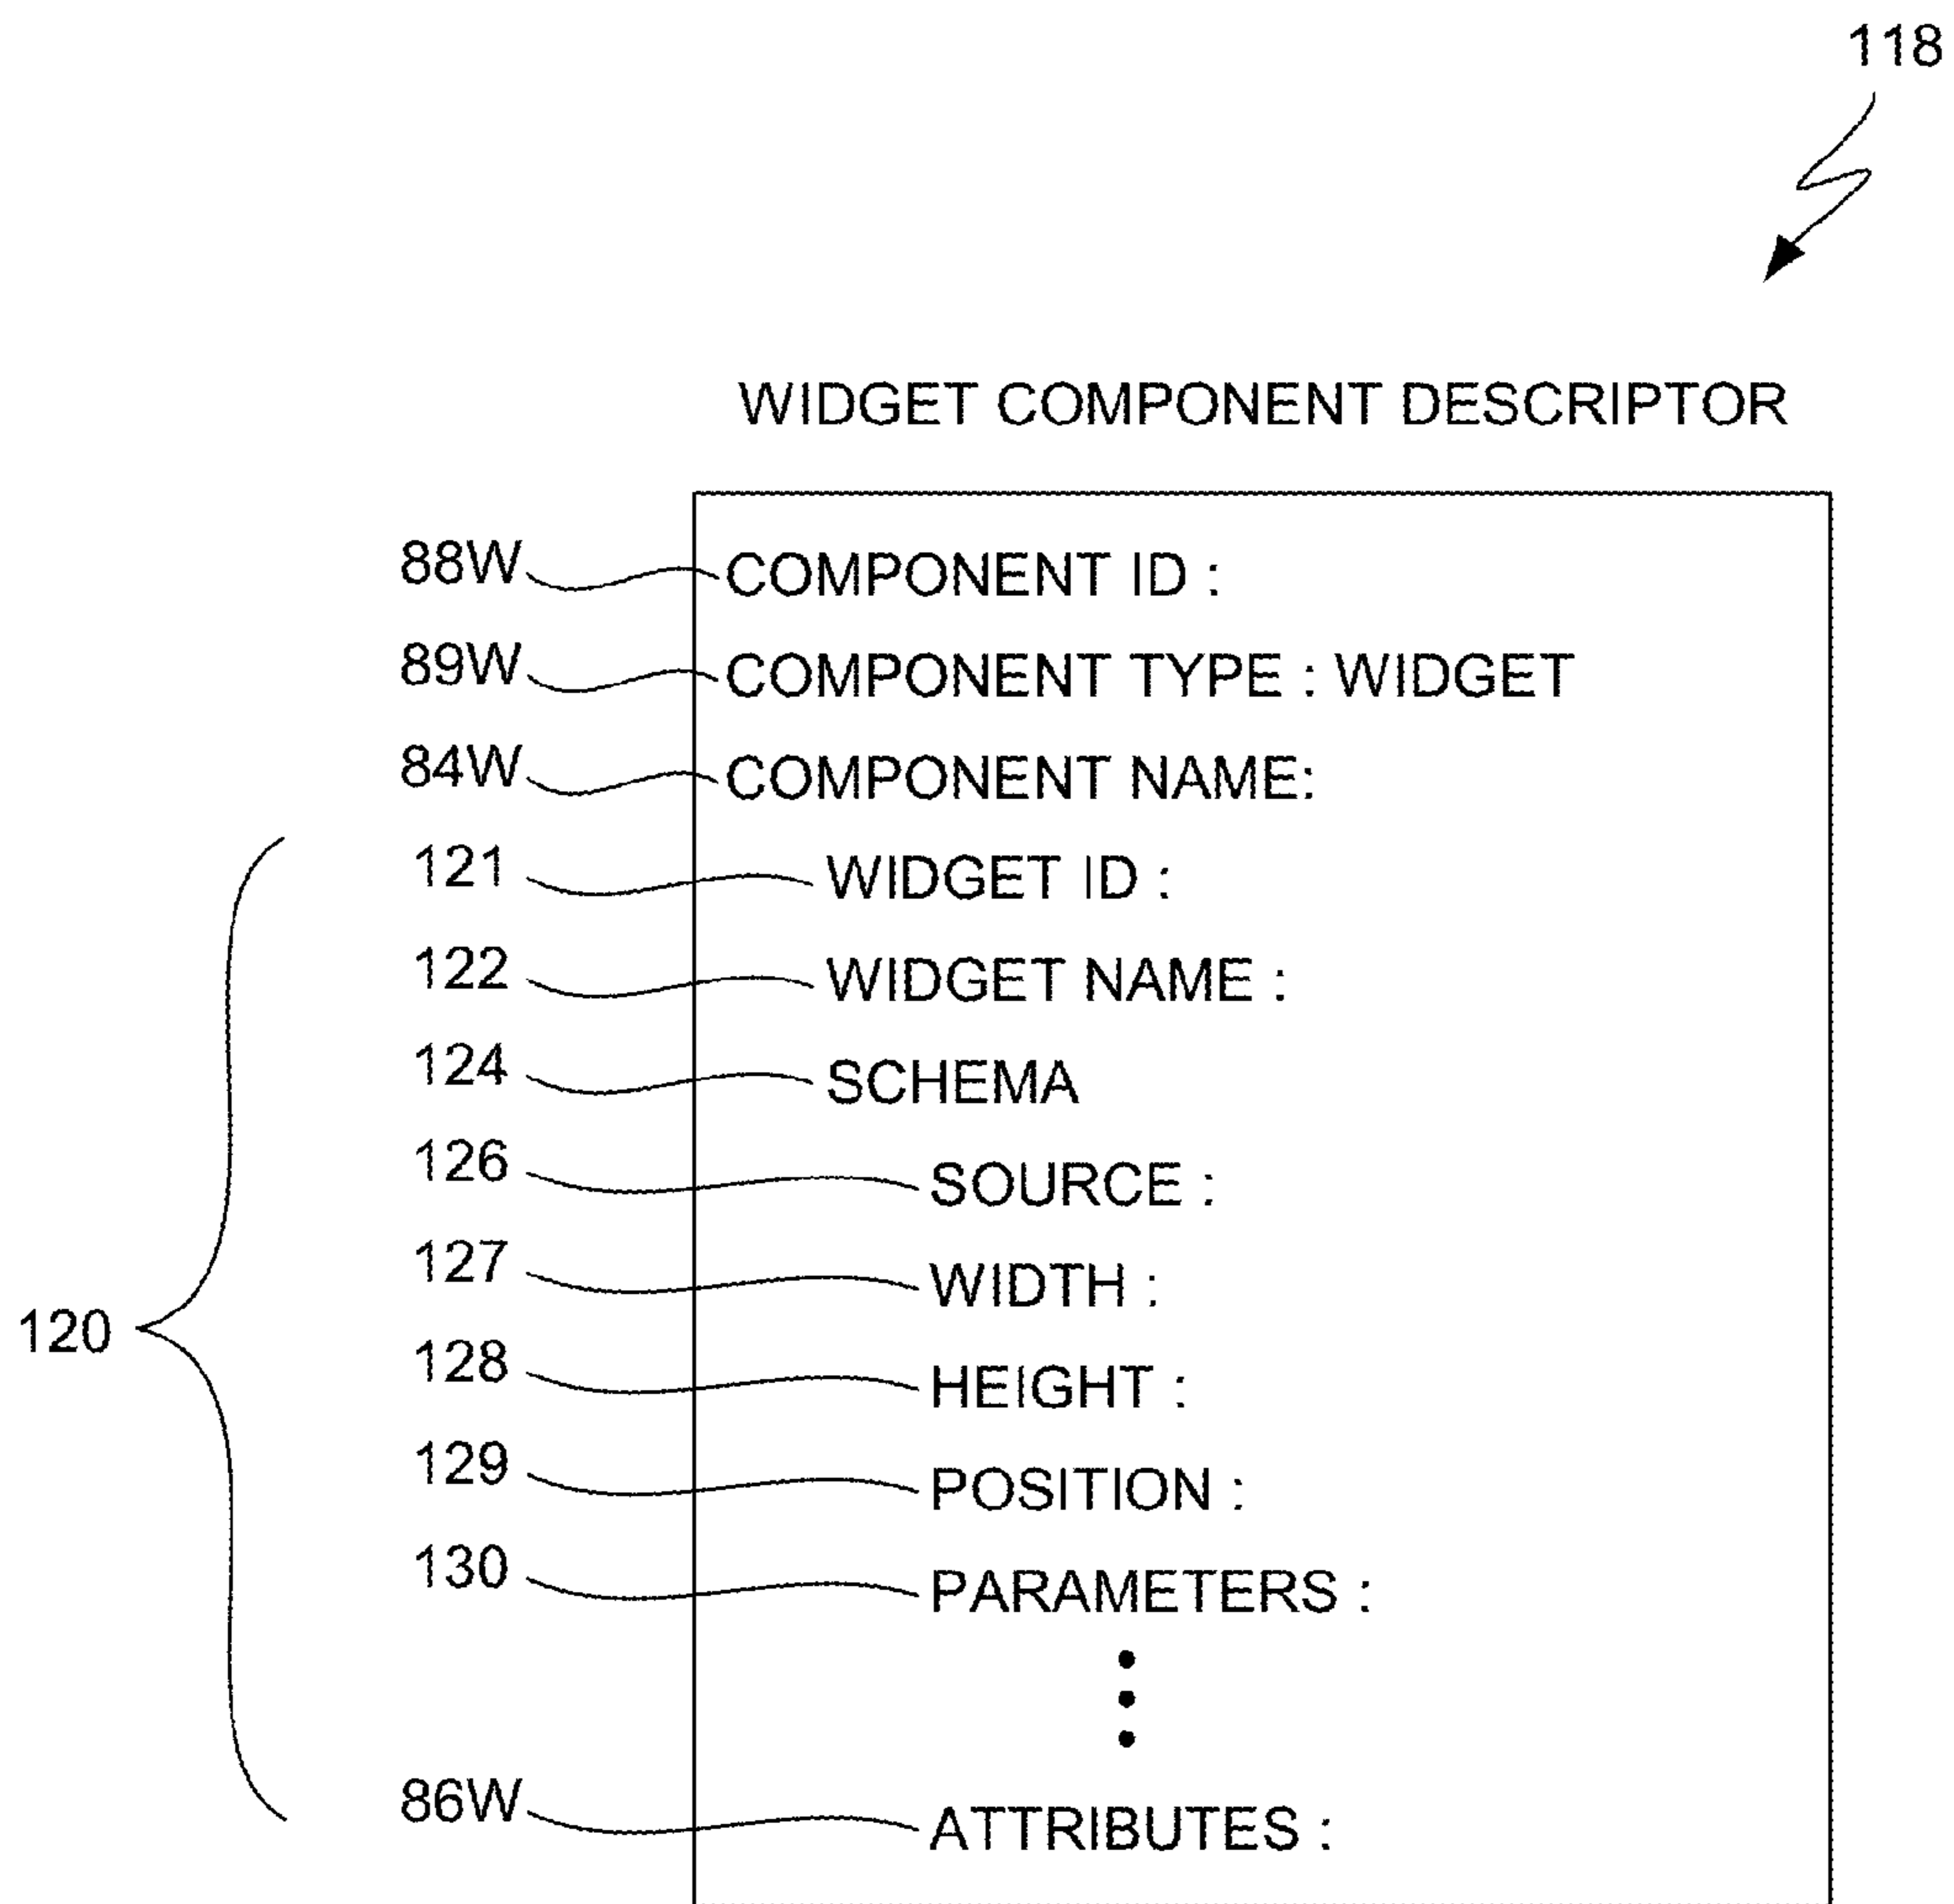 118
WIDGET COMPONENT DESCRIPTOR
88W COMPONENT ID :
89W COMPONENT TYPE : WIDGET
84W COMPONENT NAME:
121 WIDGET ID :
122 WIDGET NAME :
124 SCHEMA
126 SOURCE :
127 WIDTH :
120
128 HEIGHT :
129 POSITION :
130 PARAMETERS :
86W ATTRIBUTES :